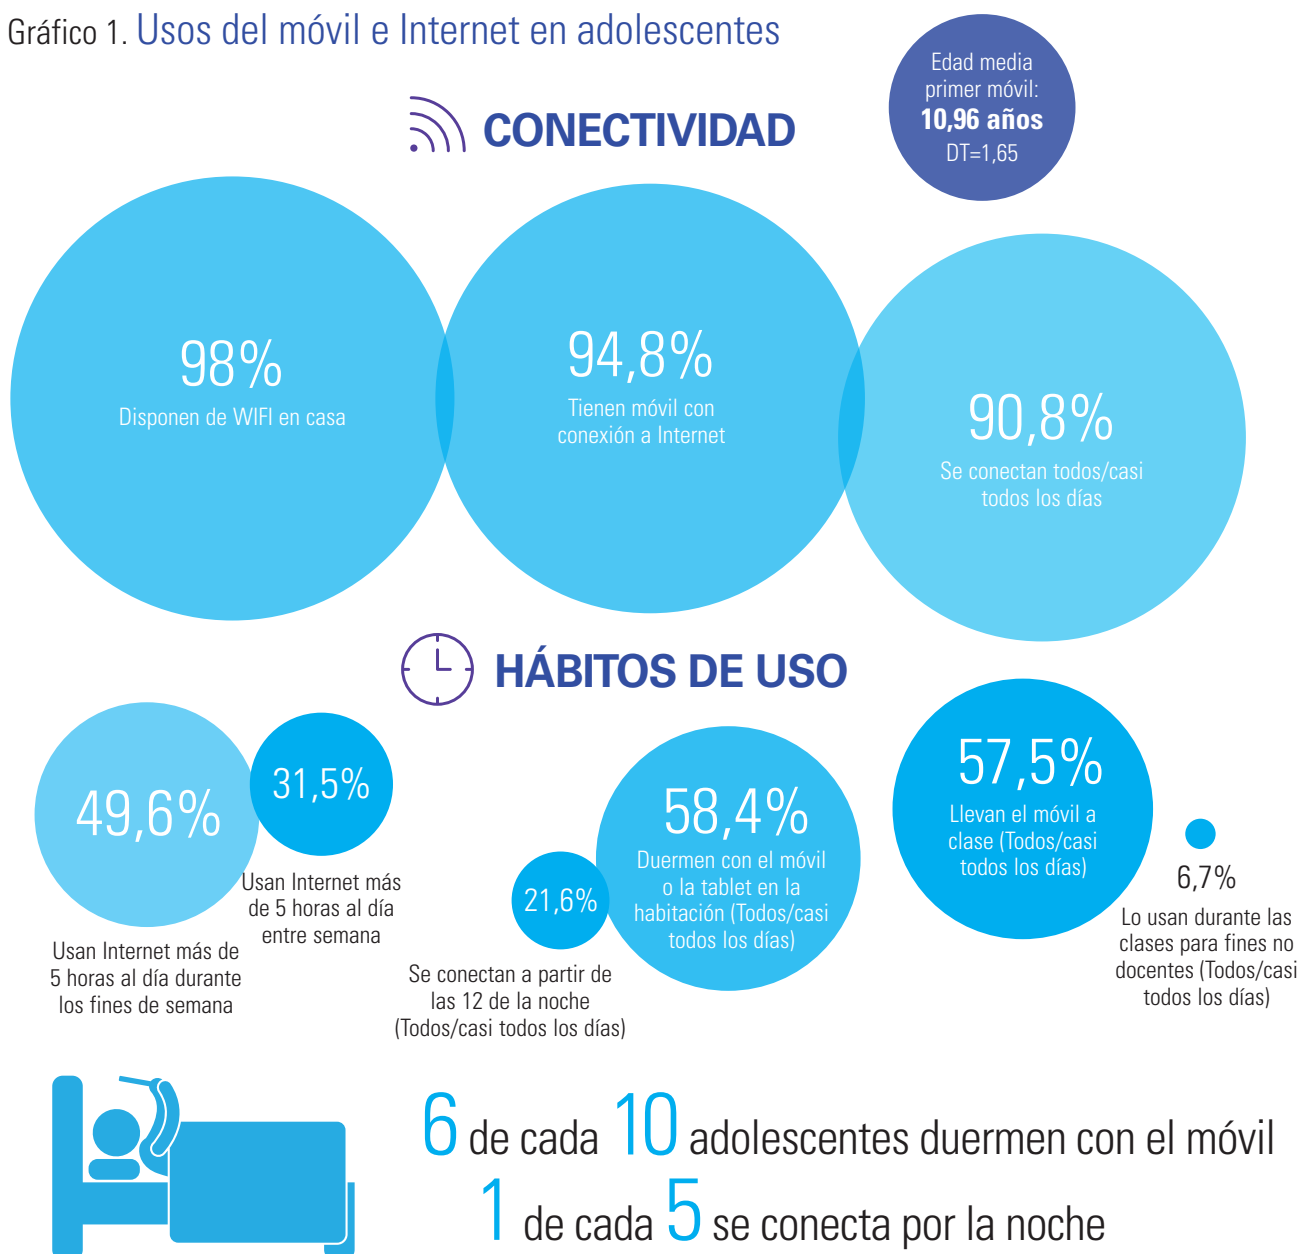 Gráfico 1. Usos del móvil e Internet en adolescentes
Edad media
primer móvil:
10,96 años
DT=1,65
CONECTIVIDAD
98%
Disponen de WIFI en casa
94,8%
Tienen móvil con
conexión a Internet
90,8%
Se conectan todos/casi
todos los días
HÁBITOS DE USO
49,6%
Usan Internet más de
5 horas al día durante
los fines de semana
31,5%
Usan Internet más
de 5 horas al día
entre semana
21,6%
Se conectan a partir de
las 12 de la noche
(Todos/casi todos los días)
58,4%
Duermen con el móvil
o la tablet en la
habitación (Todos/casi
todos los días)
57,5%
Llevan el móvil a
clase (Todos/casi
todos los días)
6,7%
Lo usan durante las
clases para fines no
docentes (Todos/casi
todos los días)
6 de cada 10 adolescentes duermen con el móvil
1 de cada 5 se conecta por la noche